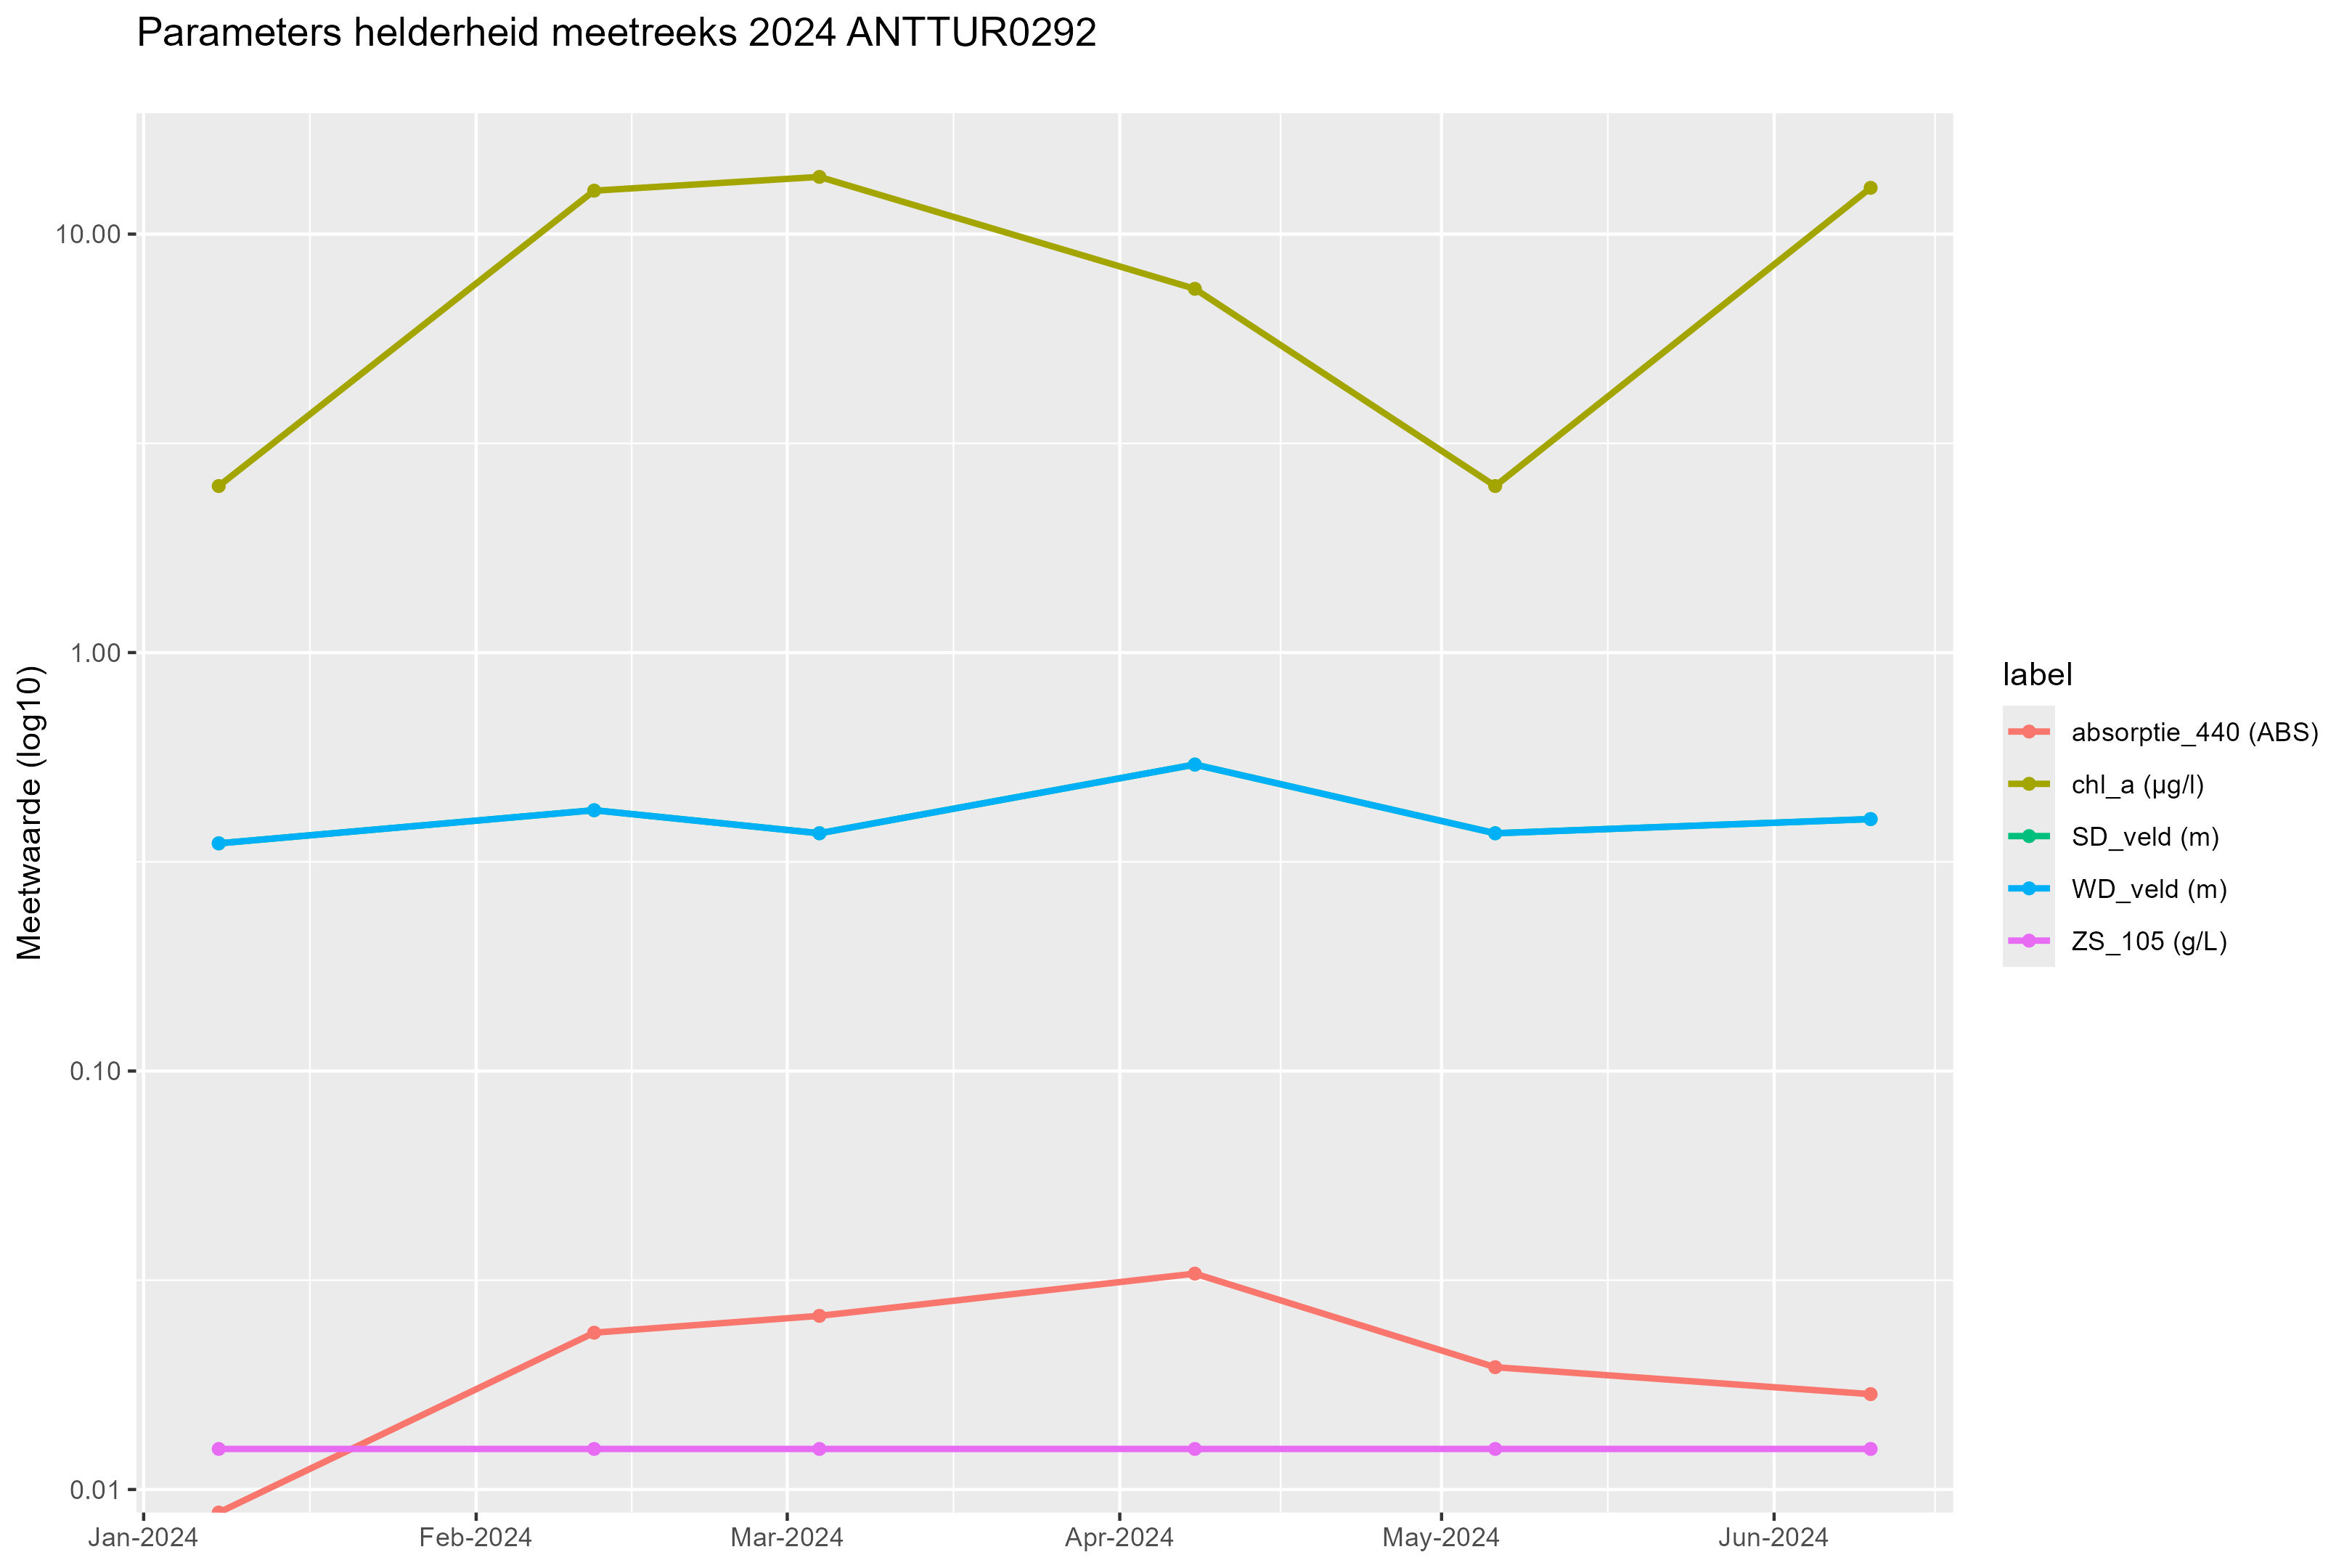 Parameters helderheid meetreeks 2024 ANTTUR0292
Meetwaarde (log10)
10.00
1.00
0.10
0.01
Jan-2024
Feb-2024
Mar-2024
Apr-2024
May-2024
Jun-2024
label
absorptie_440 (ABS)
chl_a (µg/l)
SD_veld (m)
WD_veld (m)
ZS_105 (g/L)